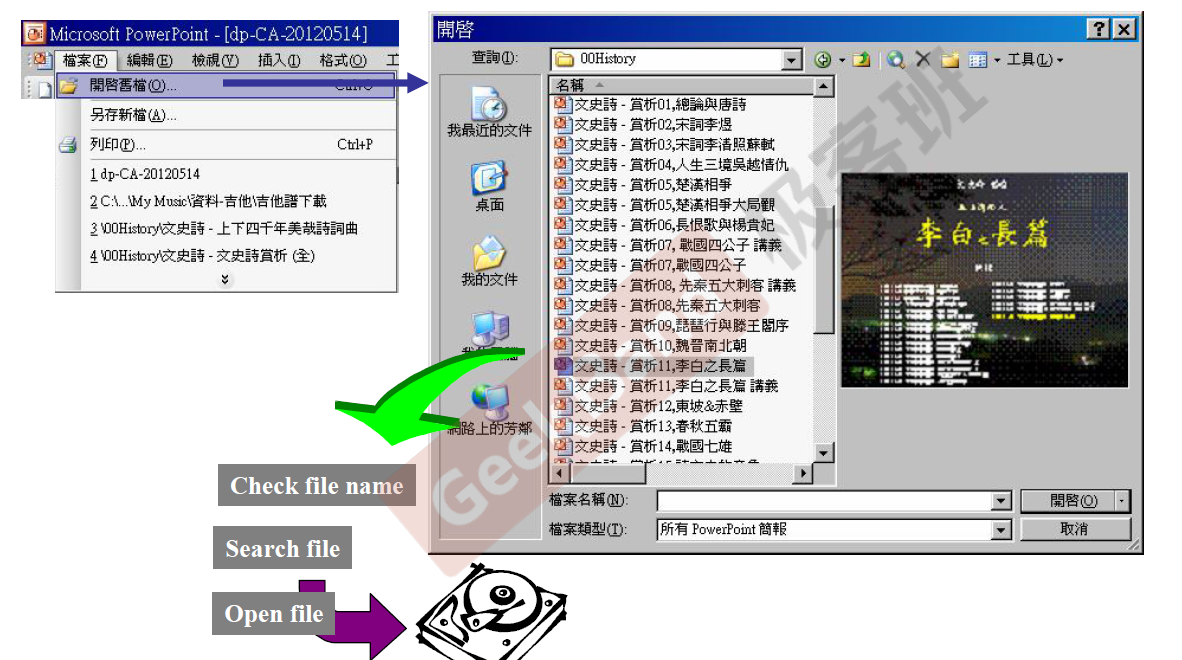 Microsoft PowerPoint - [dp-CA-20120514]
檔案(F) 編輯(E) 檢視(V) 插入(I) 格式(O) 工
開啓舊檔(O)... Ctrl+O
另存新檔(A)...
列印(P)... Ctrl+P
1 dp-CA-20120514
2 C:\...\My Music\資料-吉他\吉他譜下載
3 \00History\文史詩 - 上下四千年美哉詩詞曲
4 \00History\文史詩 - 文史詩賞析 (全)
開啓
查詢(I):
00History
工具(L)
我最近的文件
桌面
我的文件
網路上的芳鄰
名稱
文史詩 - 賞析01,總論與唐詩
文史詩 - 賞析02,宋詞李煜
文史詩 - 賞析03,宋詞李清照蘇軾
文史詩 - 賞析04,人生三境吳越情仇
文史詩 - 賞析05,楚漢相爭
文史詩 - 賞析05,楚漢相爭大局觀
文史詩 - 賞析06,長恨歌與楊貴妃
文史詩 - 賞析07, 戰國四公子 講義
文史詩 - 賞析07,戰國四公子
文史詩 - 賞析08, 先秦五大刺客 講義
文史詩 - 賞析08,先秦五大刺客
文史詩 - 賞析09,琵琶行與滕王閣序
文史詩 - 賞析10,魏晉南北朝
文史詩 - 賞析11,李白之長篇
文史詩 - 賞析11,李白之長篇 講義
文史詩 - 賞析12,東坡&赤壁
文史詩 - 賞析13,春秋五霸
文史詩 - 賞析14,戰國七雄
李白之長篇
檔案名稱(N):
開啓(O)
檔案類型(T):
所有 PowerPoint 簡報
取消
GeekBand 极客班
Check file name
Search file
Open file